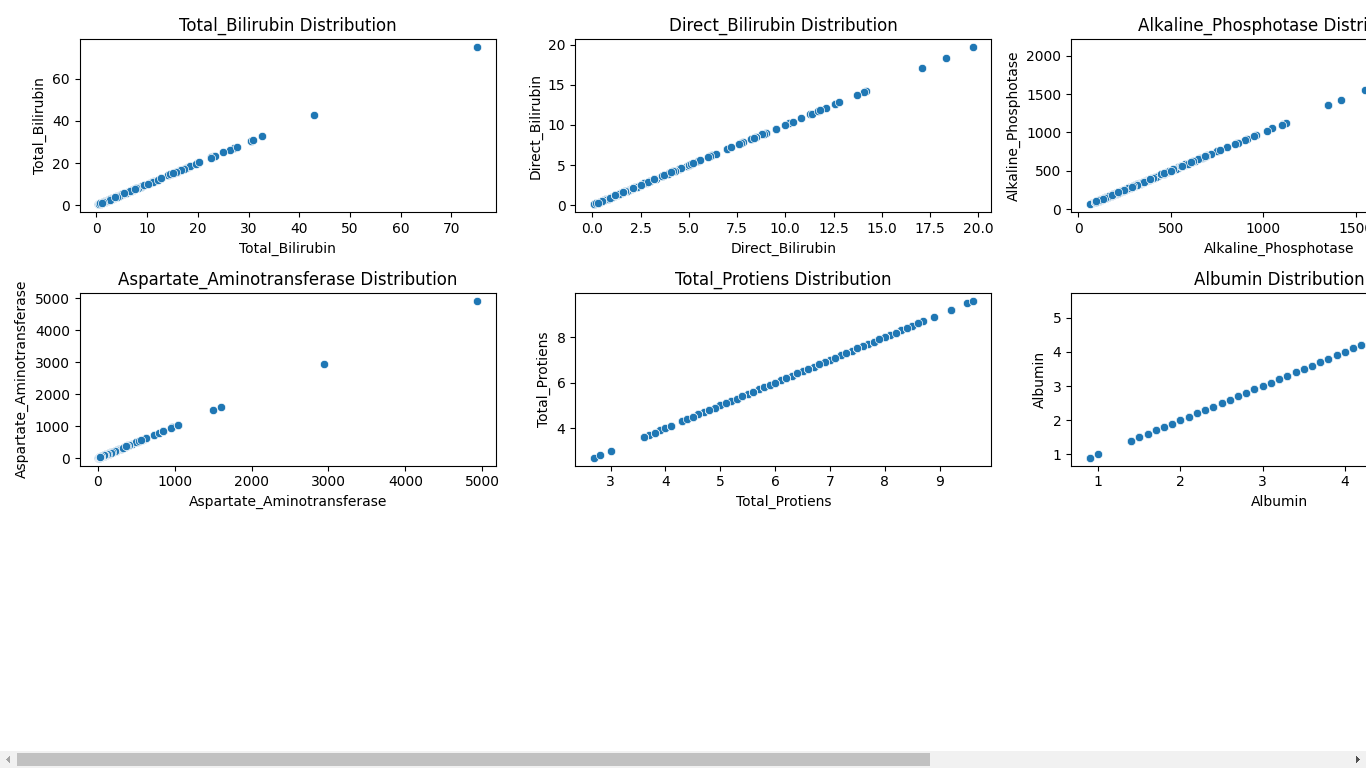 Total_Bilirubin Distribution
Total_Bilirubin
60
40
20
0
0 10 20 30 40 50 60 70
Total_Bilirubin
Direct_Bilirubin Distribution
Direct_Bilirubin
20
15
10
5
0
0.0 2.5 5.0 7.5 10.0 12.5 15.0 17.5 20.0
Direct_Bilirubin
Alkaline_Phosphotase Distri
Alkaline_Phosphotase
2000
1500
1000
500
0
0 500 1000 150
Alkaline_Phosphotase
Aspartate_Aminotransferase Distribution
Aspartate_Aminotransferase
5000
4000
3000
2000
1000
0
0 1000 2000 3000 4000 5000
Aspartate_Aminotransferase
Total_Protiens Distribution
Total_Protiens
8
6
4
3 4 5 6 7 8 9
Total_Protiens
Albumin Distribution
Albumin
5
4
3
2
1
1 2 3 4
Albumin